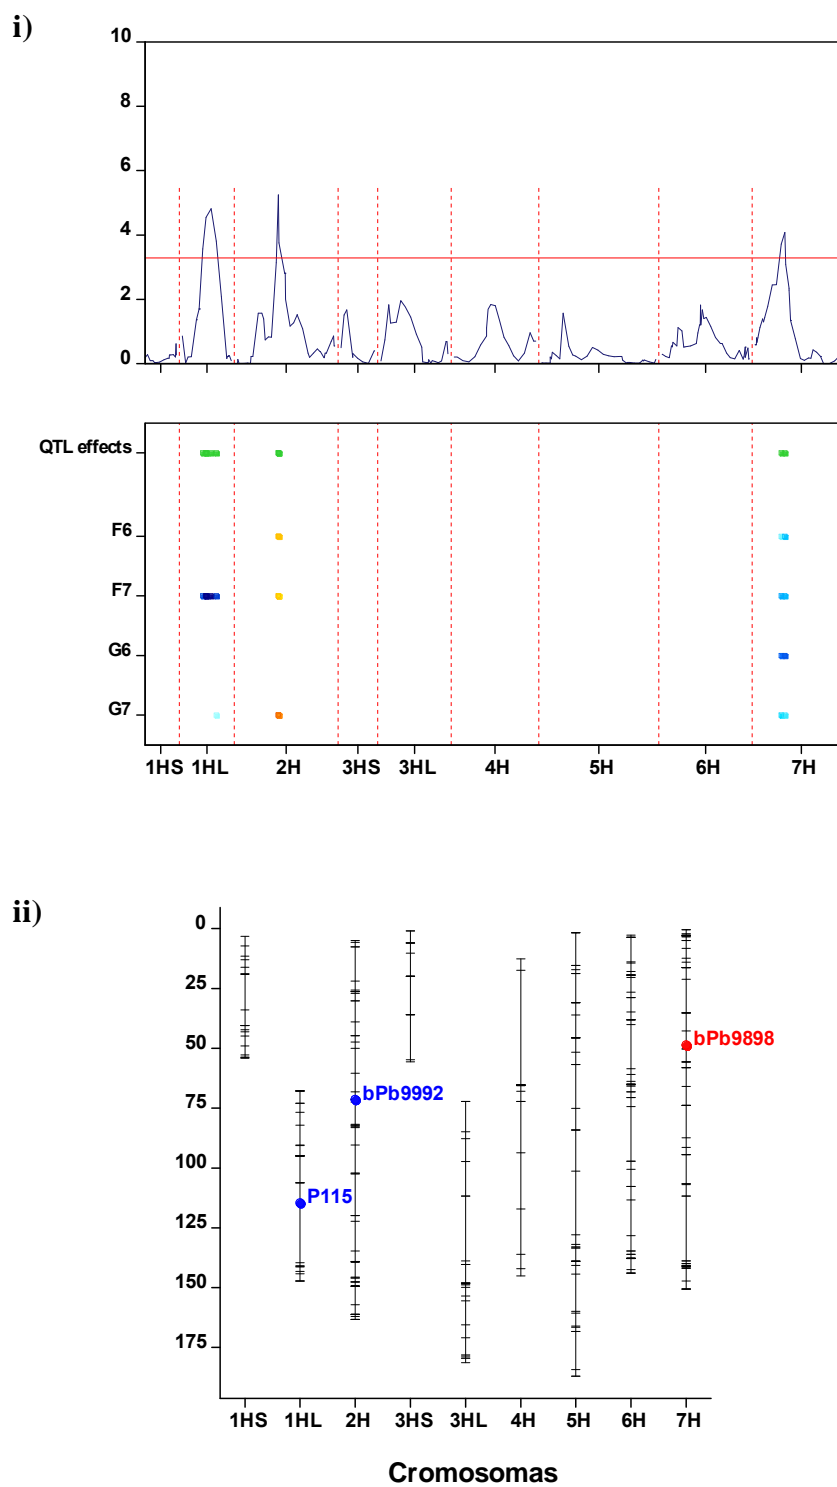 i)
10
8
6
4
2
0
QTL effects
F6
F7
G6
G7
1HS 1HL 2H 3HS 3HL 4H 5H 6H 7H
ii)
0
25
50
75
100
125
150
175
bPb9898
bPb9992
P115
1HS 1HL 2H 3HS 3HL 4H 5H 6H 7H
Cromosomas